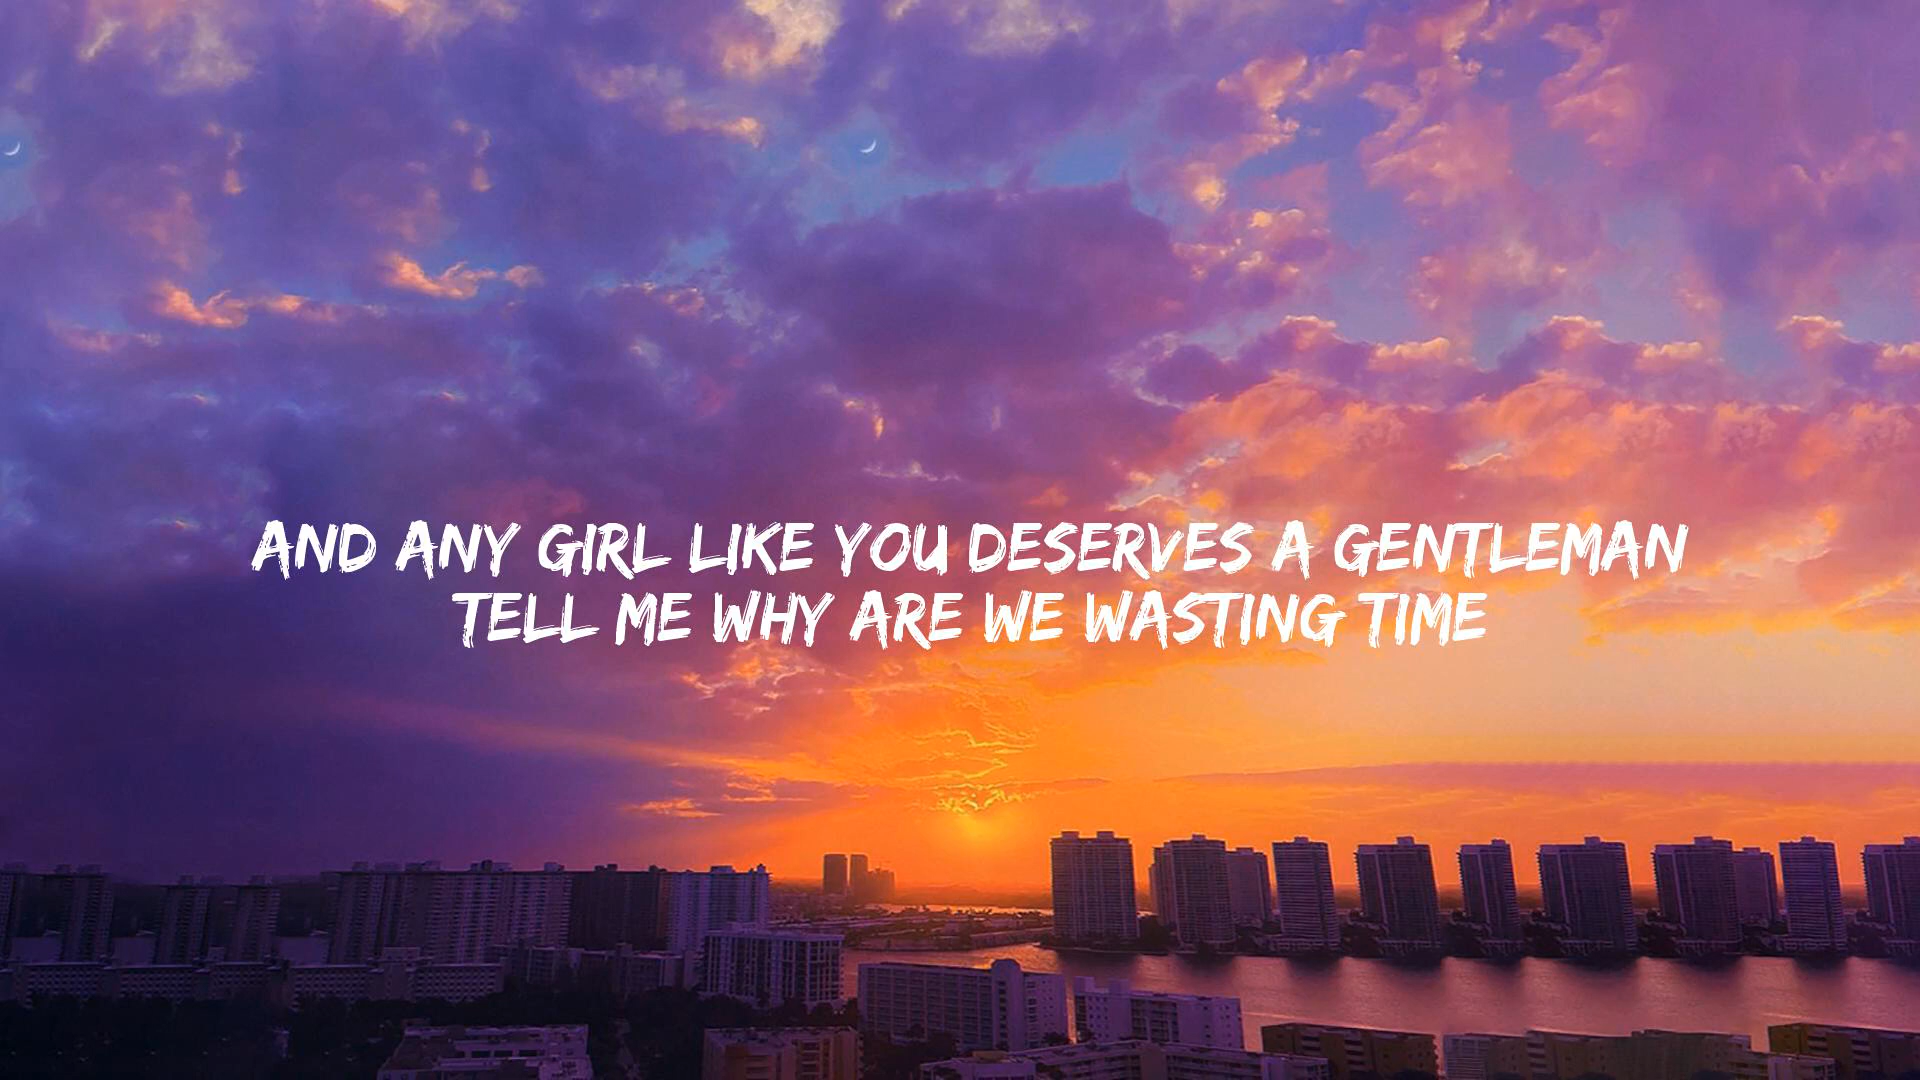 AND ANY GIRL LIKE YOU DESERVES A GENTLEMAN
TELL ME WHY ARE WE WASTING TIME